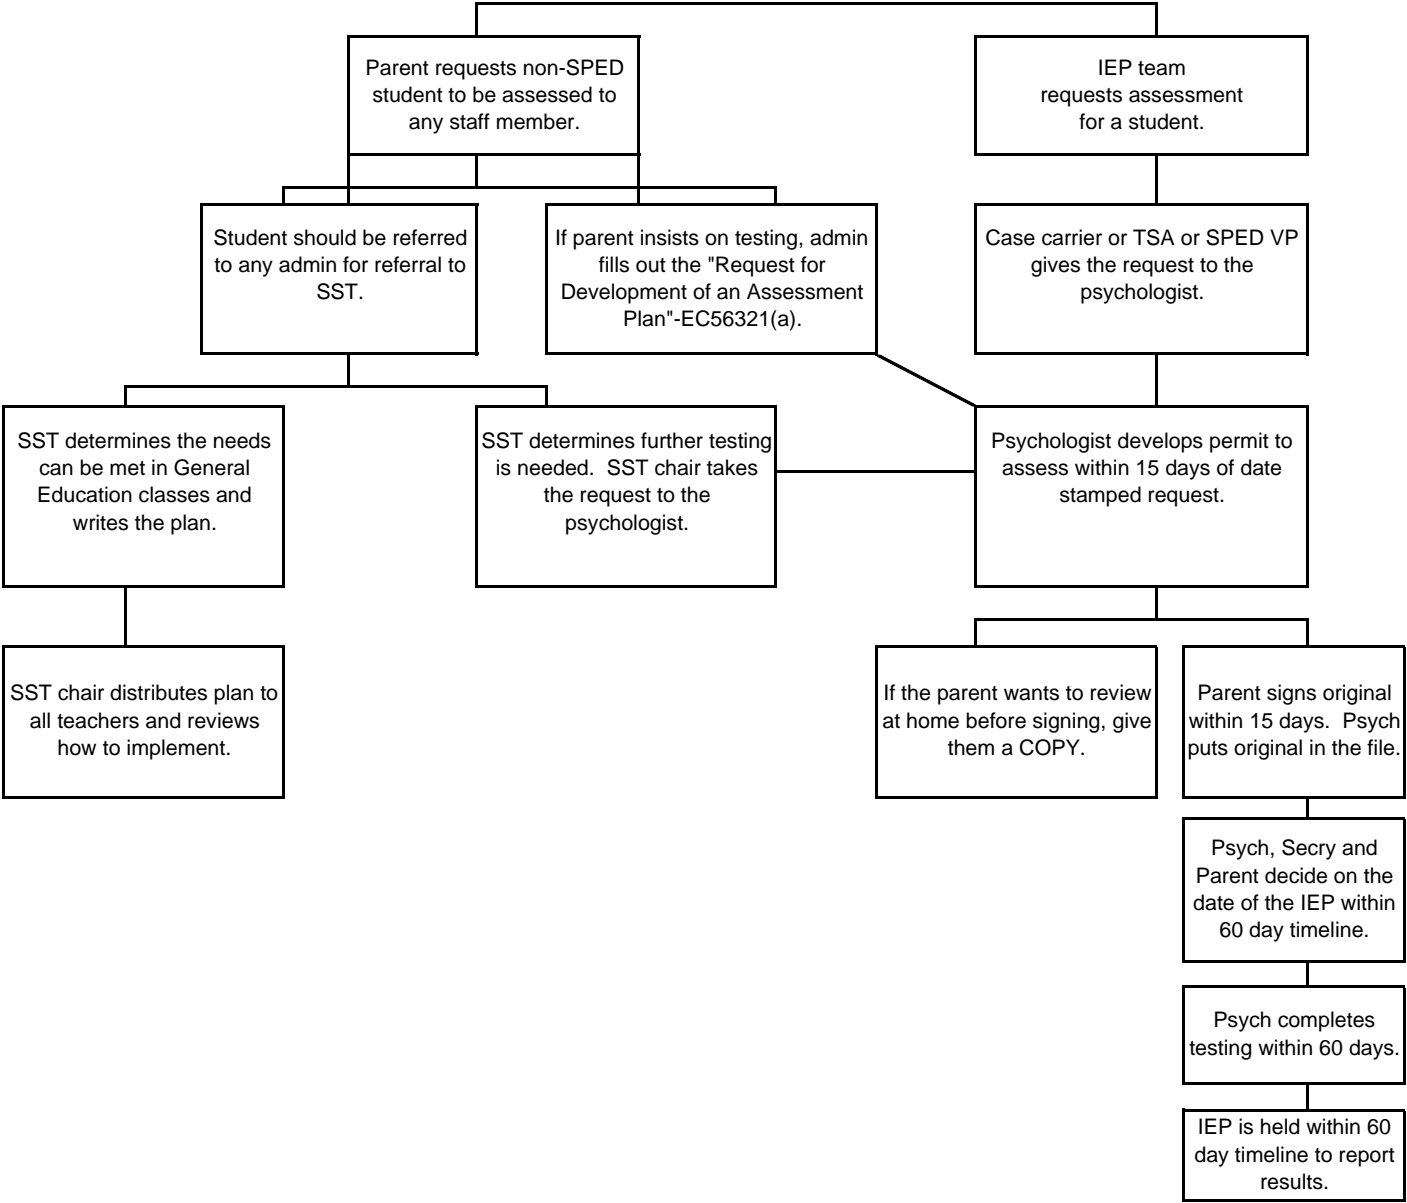 Parent requests non-SPED
student to be assessed to
any staff member.
IEP team
requests assessment
for a student.
Student should be referred
to any admin for referral to
SST.
If parent insists on testing, admin
fills out the "Request for
Development of an Assessment
Plan"-EC56321(a).
Case carrier or TSA or SPED VP
gives the request to the
psychologist.
SST determines the needs
can be met in General
Education classes and
writes the plan.
SST determines further testing
is needed.  SST chair takes
the request to the
psychologist.
Psychologist develops permit to
assess within 15 days of date
stamped request.
SST chair distributes plan to
all teachers and reviews
how to implement.
If the parent wants to review
at home before signing, give
them a COPY.
Parent signs original
within 15 days.  Psych
puts original in the file.
Psych, Secry and
Parent decide on the
date of the IEP within
60 day timeline.
Psych completes
testing within 60 days.
IEP is held within 60
day timeline to report
results.